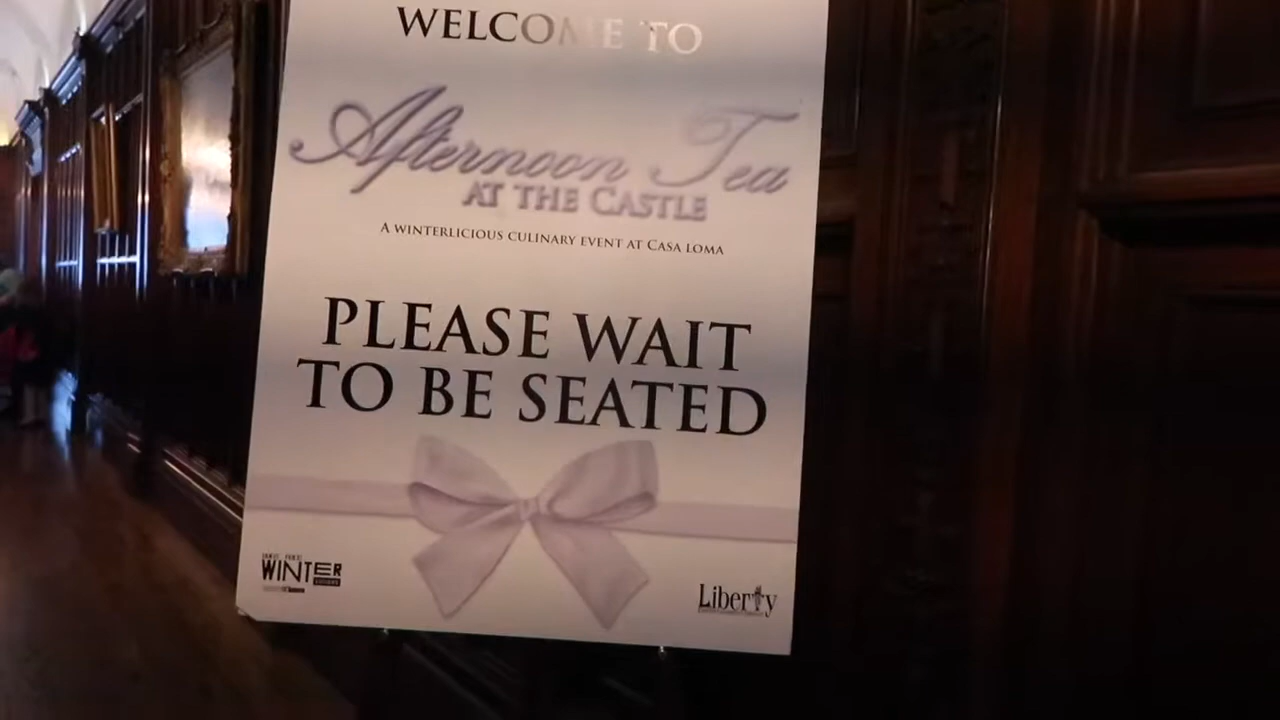 WELCOME TO
Afternoon Tea
AT THE CASTLE
A WINTERLICIOUS CULINARY EVENT AT CASA LOMA
PLEASE WAIT
TO BE SEATED
WINTER
Liberty